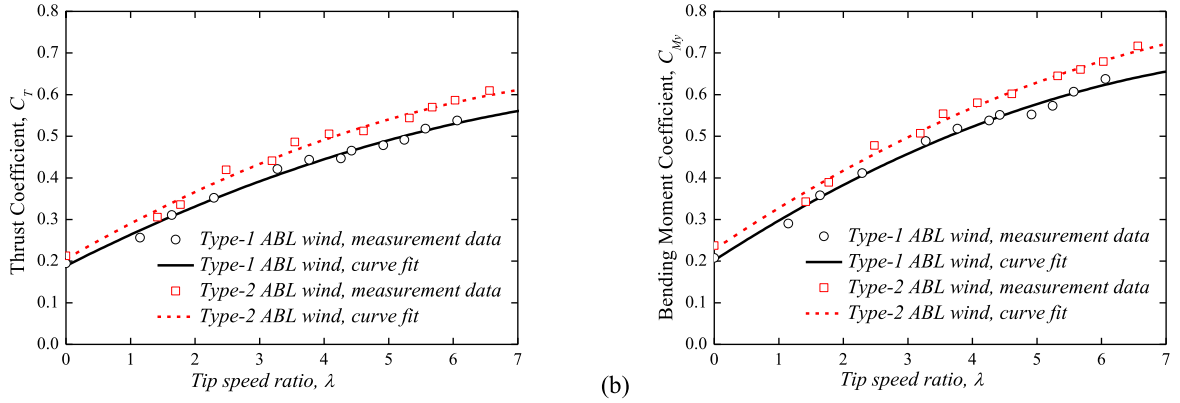 0.8
0.7
0.6
0.5
0.4
0.3
0.2
0.1
0.0
Thrust Coefficient, C_T
Type-1 ABL wind, measurement data
Type-1 ABL wind, curve fit
Type-2 ABL wind, measurement data
Type-2 ABL wind, curve fit
0 1 2 3 4 5 6 7
Tip speed ratio, λ
(b)
0.8
0.7
0.6
0.5
0.4
0.3
0.2
0.1
0.0
Bending Moment Coefficient, C_My
Type-1 ABL wind, measurement data
Type-1 ABL wind, curve fit
Type-2 ABL wind, measurement data
Type-2 ABL wind, curve fit
0 1 2 3 4 5 6 7
Tip speed ratio, λ